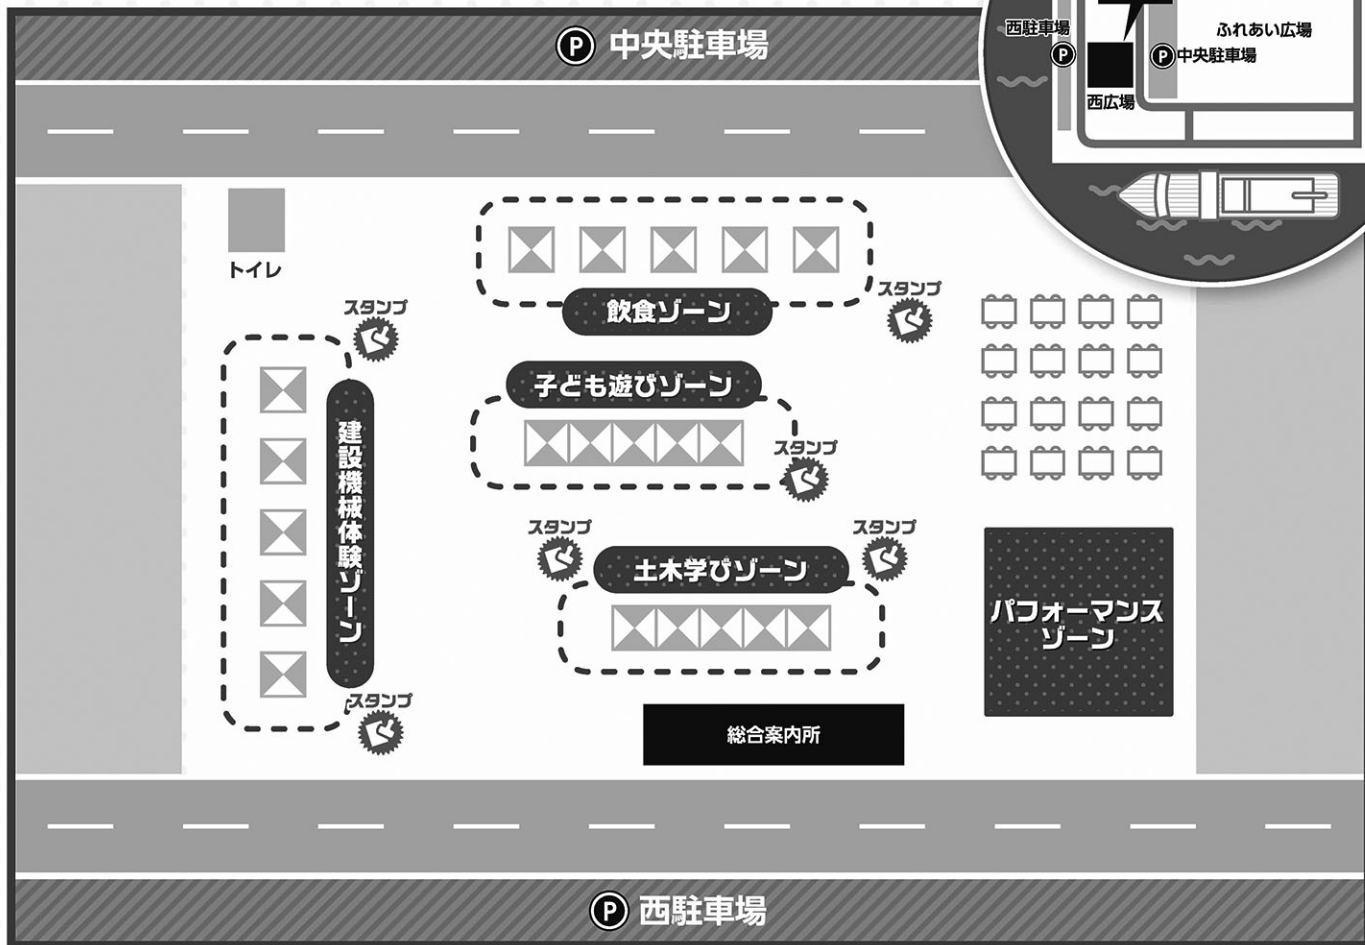 P 中央駐車場
西駐車場
P
西広場
P 中央駐車場
ふれあい広場
トイレ
スタンプ
飲食ゾーン
スタンプ
子ども遊びゾーン
スタンプ
建設機械体験ゾーン
スタンプ
スタンプ
土木学びゾーン
スタンプ
パフォーマンス
ゾーン
総合案内所
P 西駐車場